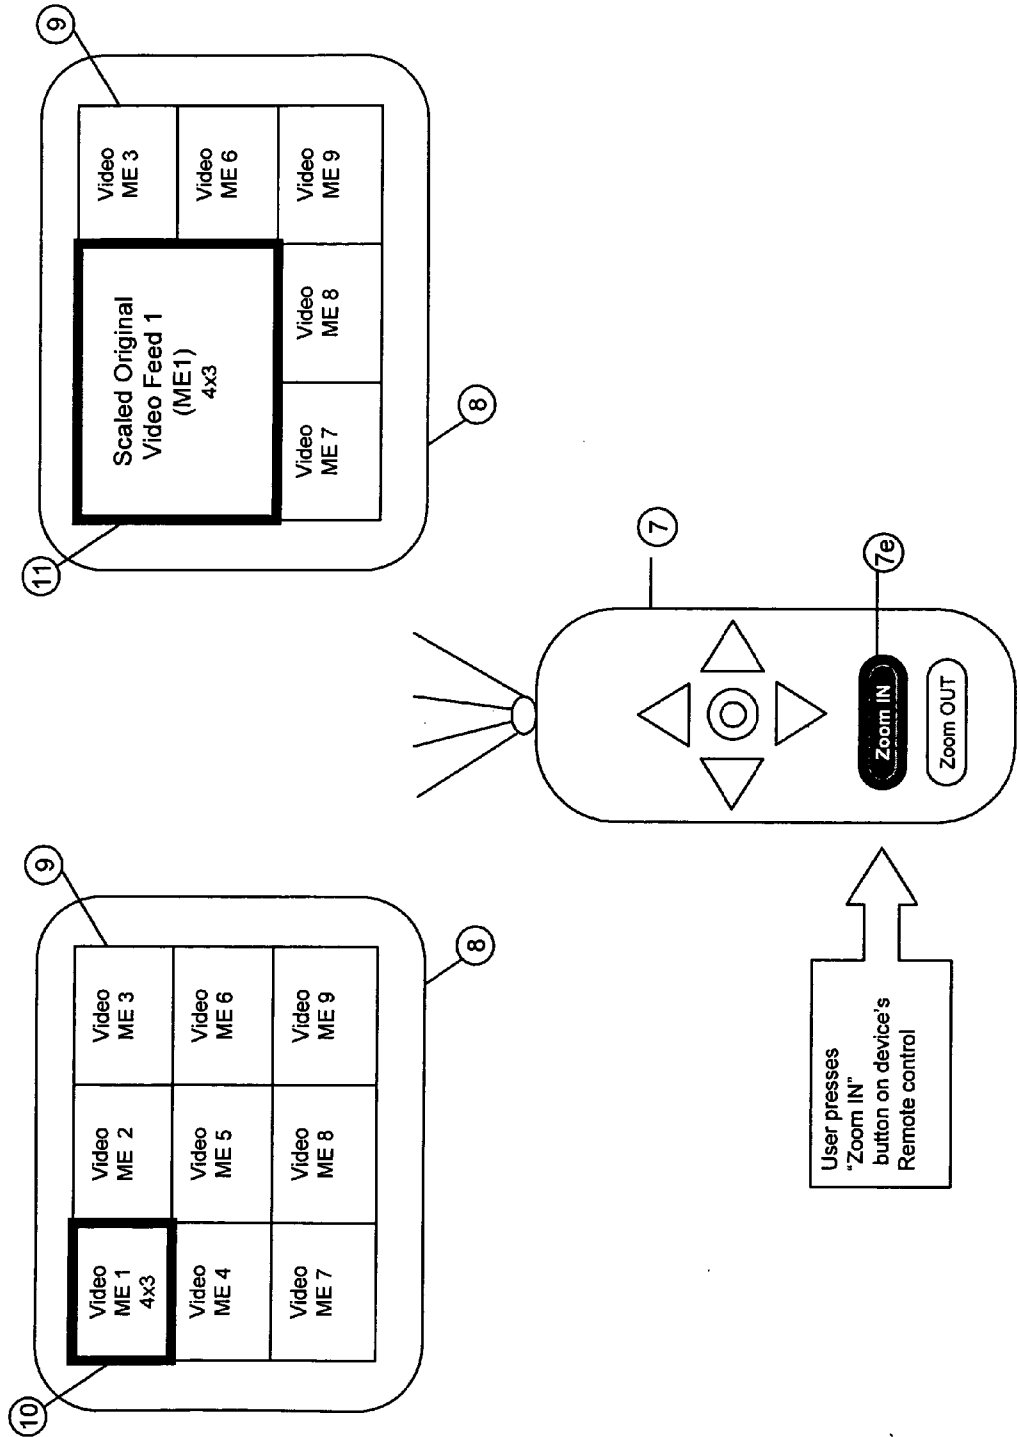 10
9
Video
ME 1
4x3
Video
ME 2
Video
ME 3
Video
ME 4
Video
ME 5
Video
ME 6
Video
ME 7
Video
ME 8
Video
ME 9
8
11
9
Scaled Original
Video Feed 1
(ME1)
4x3
Video
ME 3
Video
ME 6
Video
ME 7
Video
ME 8
Video
ME 9
8
User presses
“Zoom IN”
button on device's
Remote control
7
7e
Zoom IN
Zoom OUT